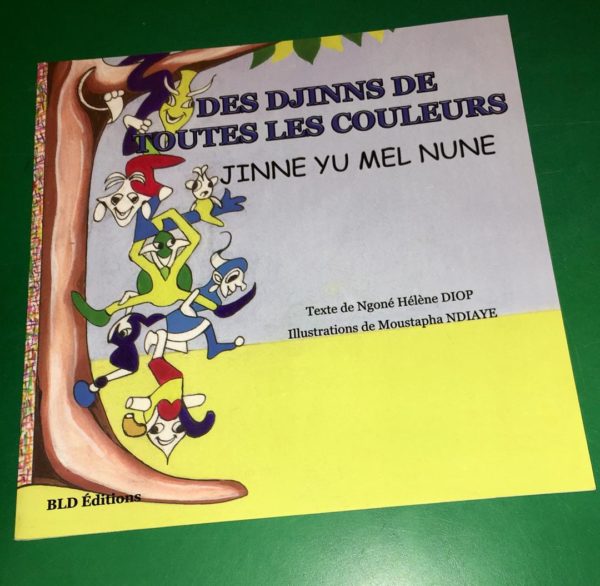 DES DJINNS DE
TOUTES LES COULEURS
JINNE YU MEL NUNE
Texte de Ngoné Hélène DIOP
Illustrations de Moustapha NDIAYE
BLD Éditions